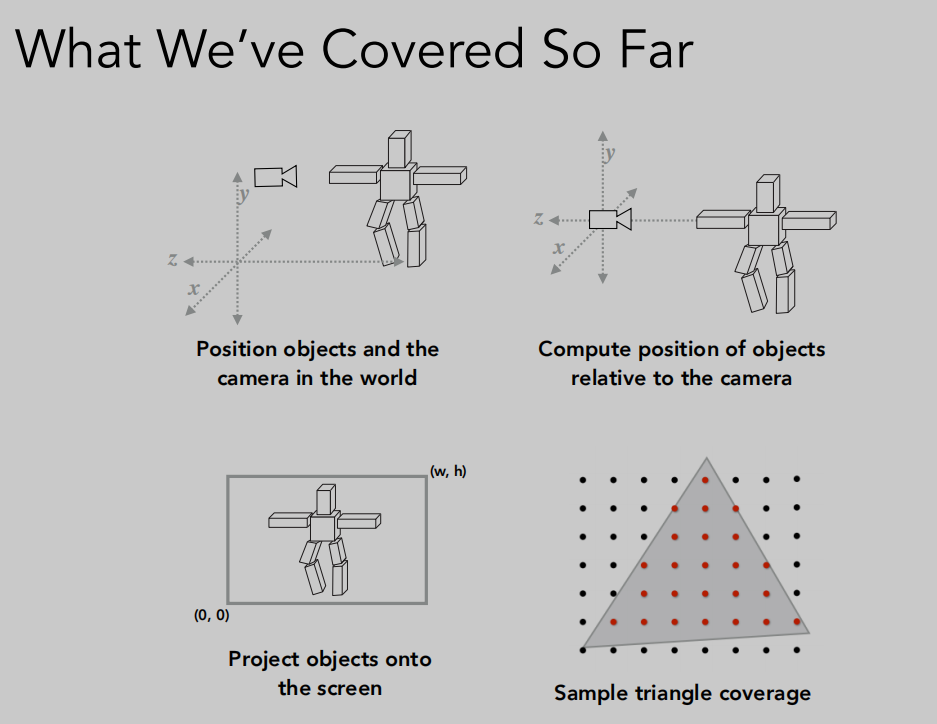 What We've Covered So Far
y
z
x
Position objects and the
camera in the world
y
z
x
Compute position of objects
relative to the camera
(w, h)
(0, 0)
Project objects onto
the screen
Sample triangle coverage